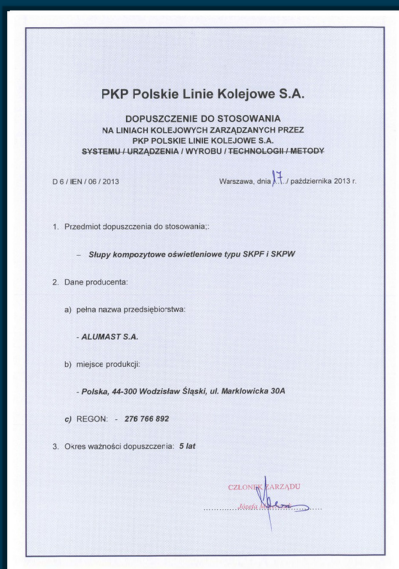 PKP Polskie Linie Kolejowe S.A.
DOPUSZCZENIE DO STOSOWANIA
NA LINIACH KOLEJOWYCH ZARZĄDZANYCH PRZEZ
PKP POLSKIE LINIE KOLEJOWE S.A.
SYSTEMU / URZĄDZENIA / WYROBU / TECHNOLOGII / METODY
D 6 / IEN / 06 / 2013 Warszawa, dnia 17 / października 2013 r.
1. Przedmiot dopuszczenia do stosowania;:
– Słupy kompozytowe oświetleniowe typu SKPF i SKPW
2. Dane producenta:
a) pełna nazwa przedsiębiorstwa:
- ALUMAST S.A.
b) miejsce produkcji:
- Polska, 44-300 Wodzisław Śląski, ul. Marklowicka 30A
c) REGON: - 276 766 892
3. Okres ważności dopuszczenia: 5 lat
CZŁONEK ZARZĄDU